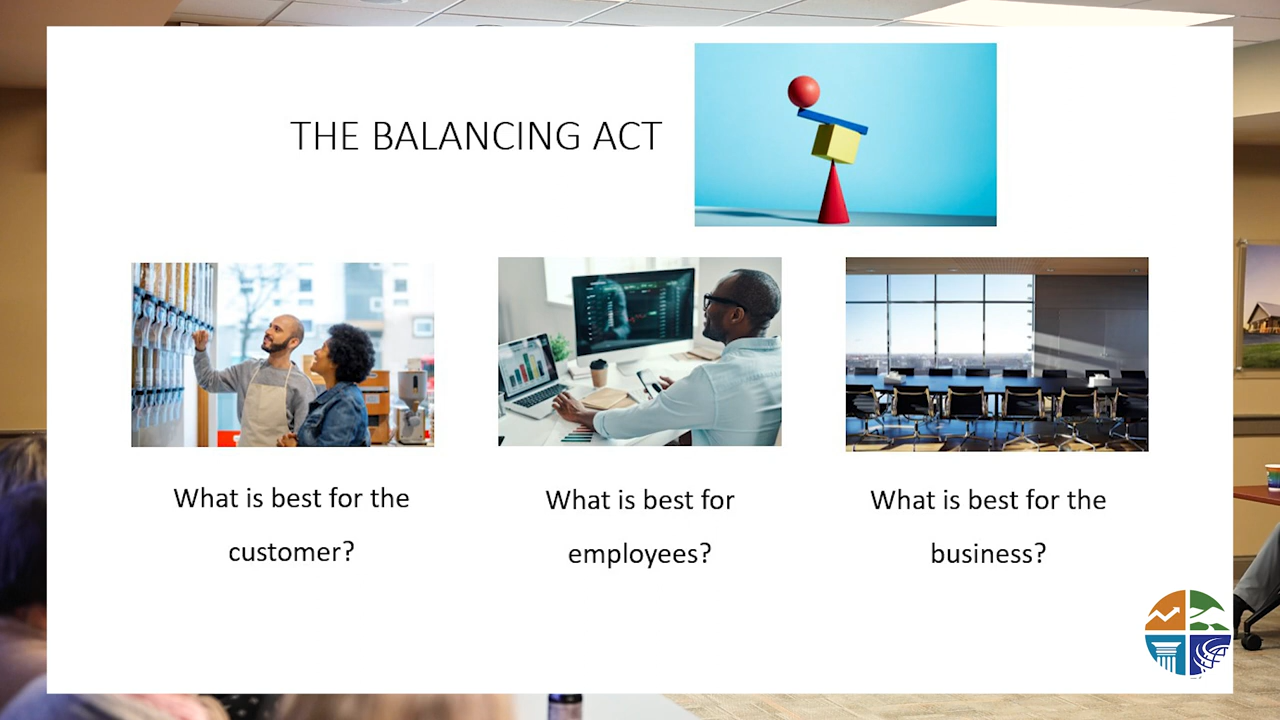 THE BALANCING ACT
What is best for the
customer?
What is best for
employees?
What is best for the
business?